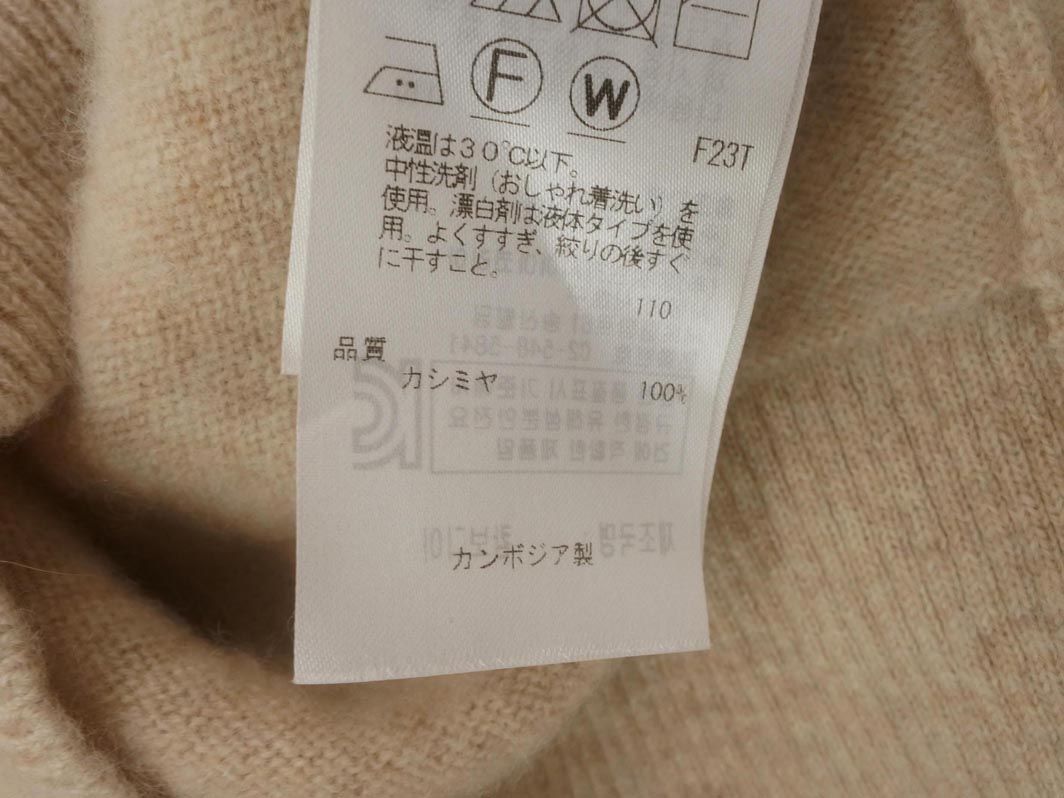 F
W
F23T
液温は30℃以下。
中性洗剤（おしゃれ着洗い）を
使用。漂白剤は液体タイプを使
用。よくすすぎ、絞りの後すぐ
に干すこと。
110
品質
カシミヤ 100%
カンボジア製